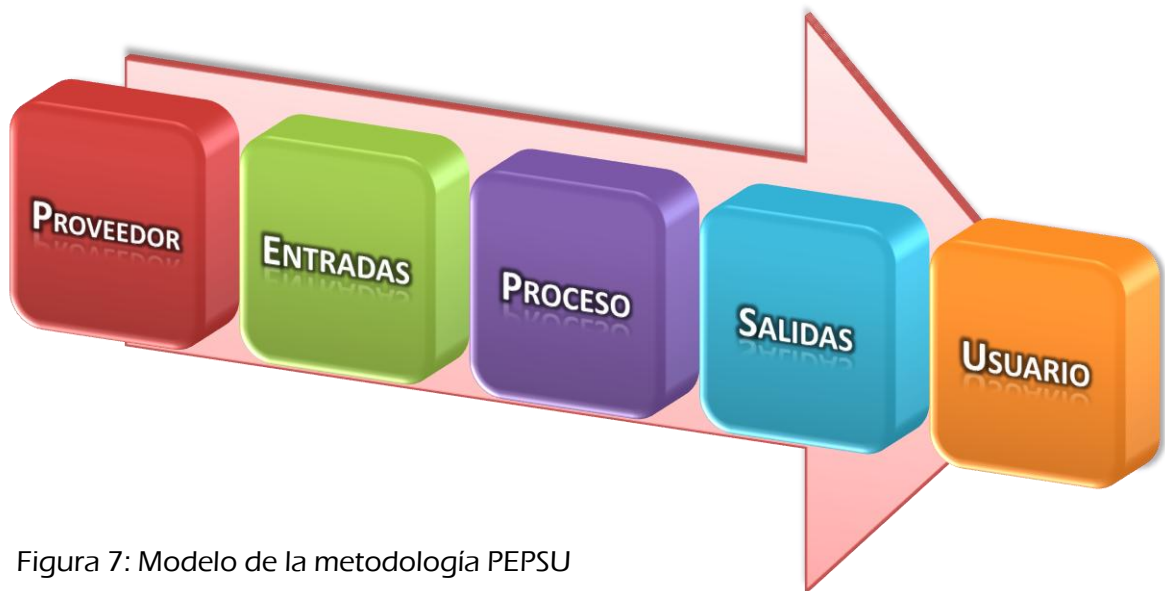 PROVEEDOR
ENTRADAS
PROCESO
SALIDAS
USUARIO
Figura 7: Modelo de la metodología PEPSU